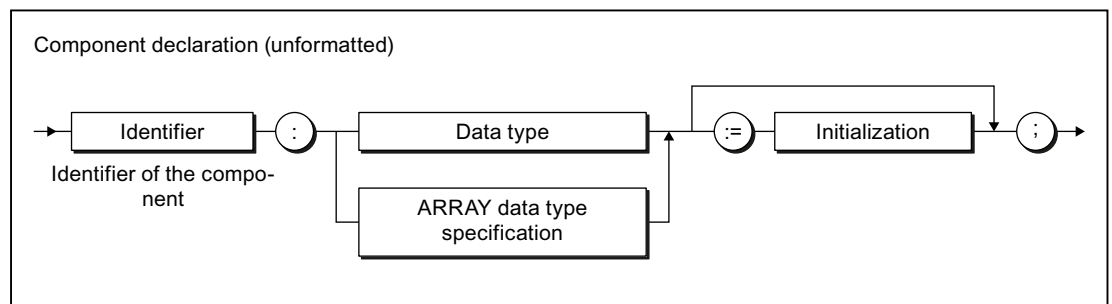 Component declaration (unformatted)
Identifier
:
Data type
:=
Initialization
;
Identifier of the compo-
nent
ARRAY data type
specification